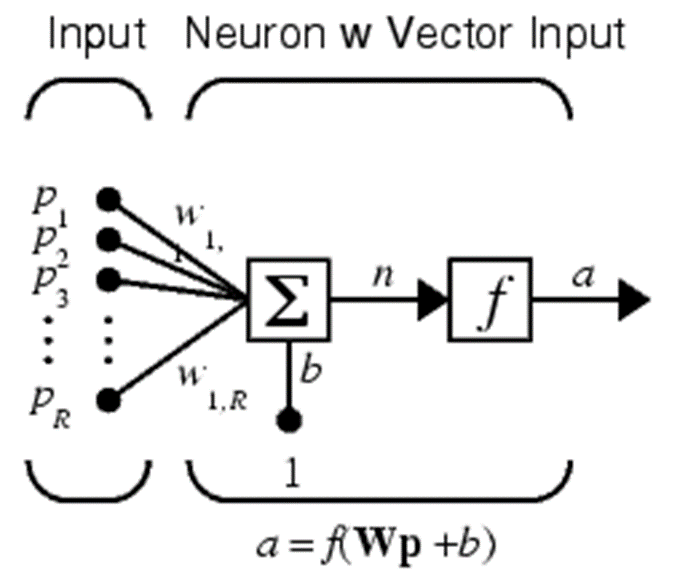 Input Neuron w Vector Input
p1
w1,1
p2
p3
Σ
n
f
a
b
w1,R
pR
1
a = f(Wp +b)